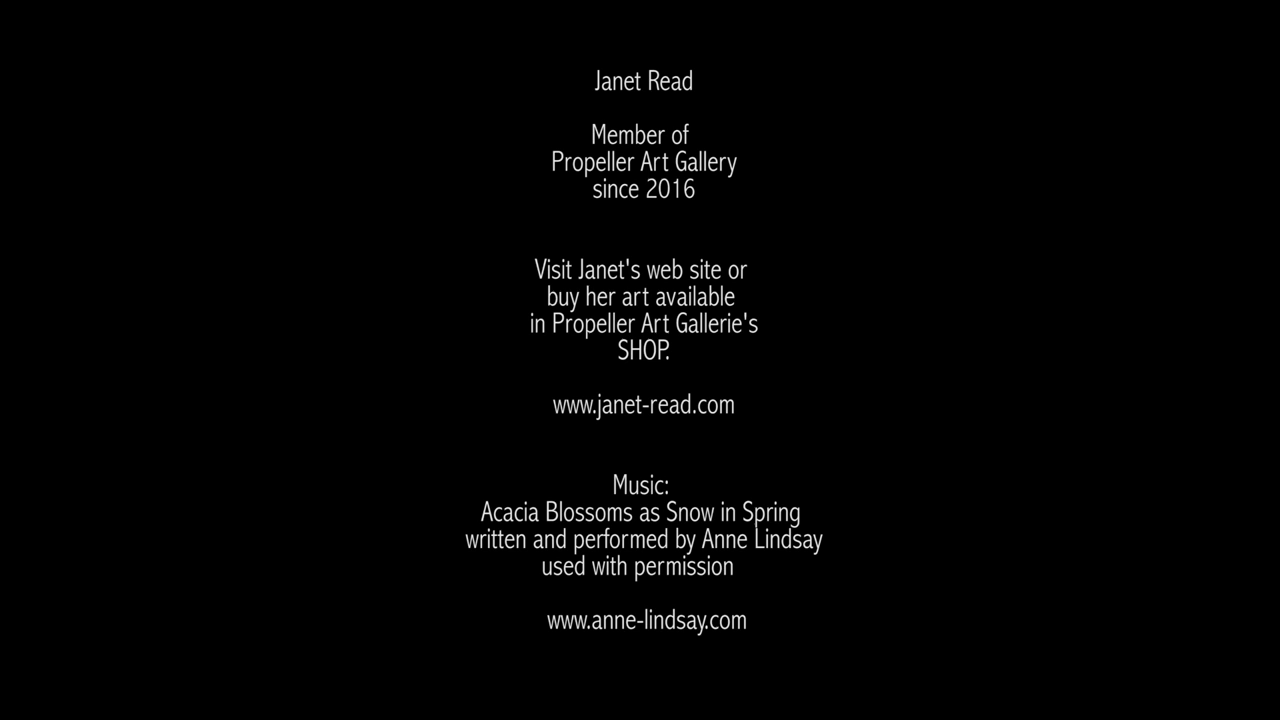 Janet Read
Member of
Propeller Art Gallery
since 2016
Visit Janet's web site or
buy her art available
in Propeller Art Gallerie's
SHOP.
www.janet-read.com
Music:
Acacia Blossoms as Snow in Spring
written and performed by Anne Lindsay
used with permission
www.anne-lindsay.com